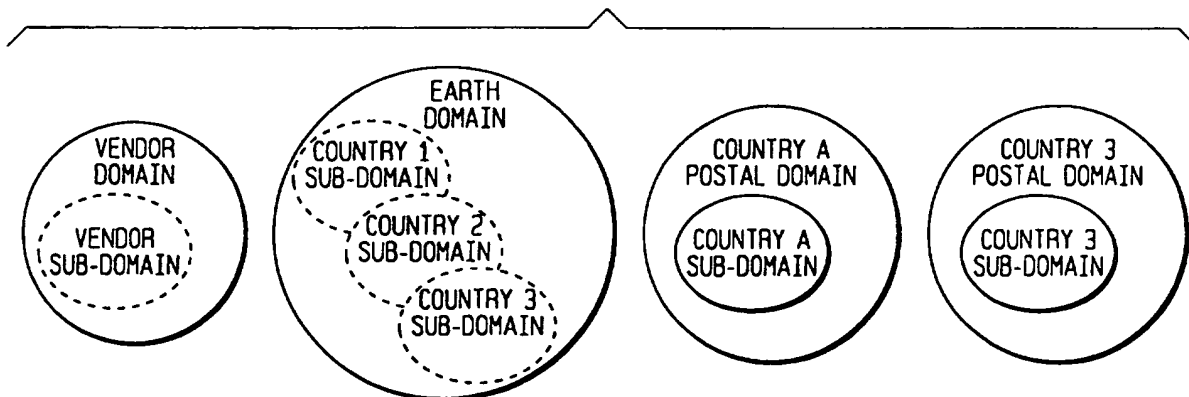 VENDOR
DOMAIN
VENDOR
SUB-DOMAIN
EARTH
DOMAIN
COUNTRY 1
SUB-DOMAIN
COUNTRY 2
SUB-DOMAIN
COUNTRY 3
SUB-DOMAIN
COUNTRY A
POSTAL DOMAIN
COUNTRY A
SUB-DOMAIN
COUNTRY 3
POSTAL DOMAIN
COUNTRY 3
SUB-DOMAIN